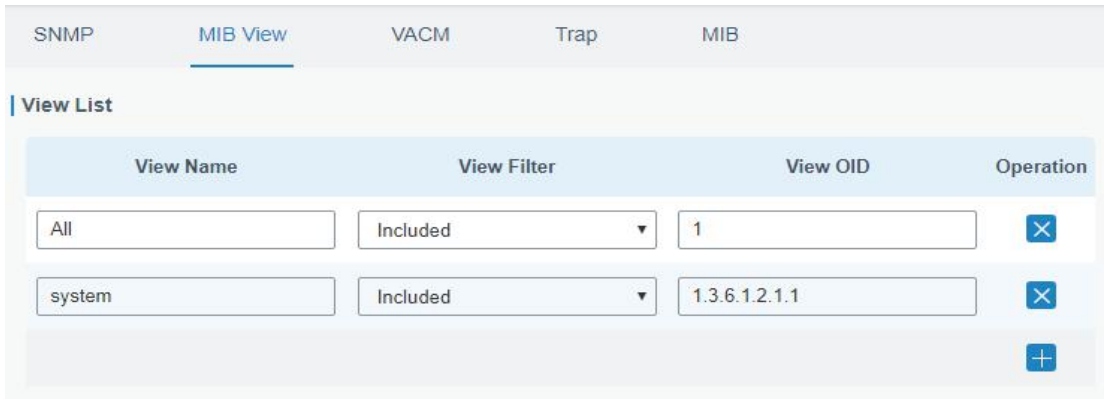 SNMP MIB View VACM Trap MIB
View List
View Name View Filter View OID Operation
All Included 1
system Included 1.3.6.1.2.1.1